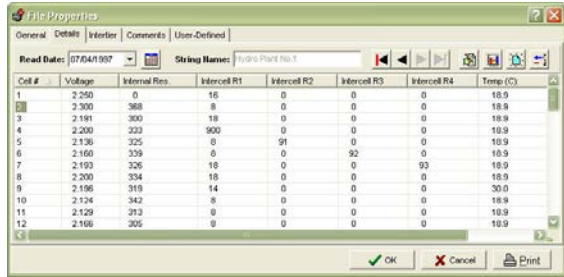 File Properties
General Details Intertier Comments User-Defined
Read Date: 07/04/1997 String Name: Hydro Plant No.1
Cell # Voltage Internal Res. Intercell R1 Intercell R2 Intercell R3 Intercell R4 Temp (C)
1 2.250 0 16 0 0 0 18.9
2 2.300 368 8 0 0 0 18.9
3 2.191 300 18 0 0 0 18.9
4 2.200 333 900 0 0 0 18.9
5 2.136 325 8 91 0 0 18.9
6 2.160 339 8 0 92 0 18.9
7 2.193 326 18 0 0 93 18.9
8 2.200 334 18 0 0 0 18.9
9 2.196 319 14 0 0 0 30.0
10 2.124 342 8 0 0 0 18.9
11 2.129 313 8 0 0 0 18.9
12 2.166 305 8 0 0 0 18.9
OK Cancel Print